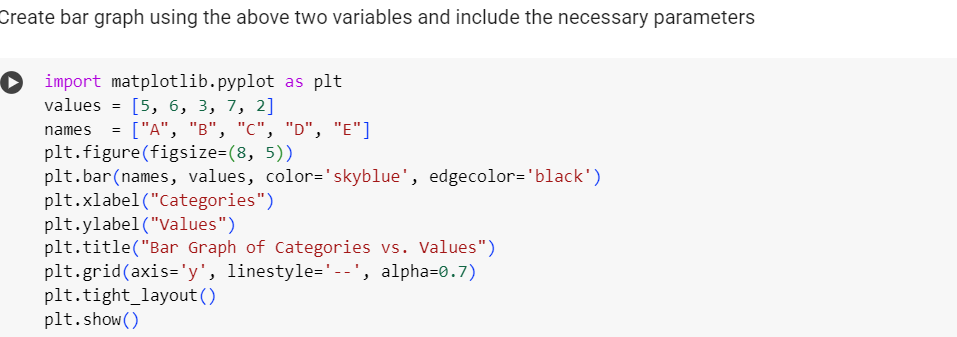 Create bar graph using the above two variables and include the necessary parameters
import matplotlib.pyplot as plt
values = [5, 6, 3, 7, 2]
names  = ["A", "B", "C", "D", "E"]
plt.figure(figsize=(8, 5))
plt.bar(names, values, color='skyblue', edgecolor='black')
plt.xlabel("Categories")
plt.ylabel("Values")
plt.title("Bar Graph of Categories vs. Values")
plt.grid(axis='y', linestyle='--', alpha=0.7)
plt.tight_layout()
plt.show()